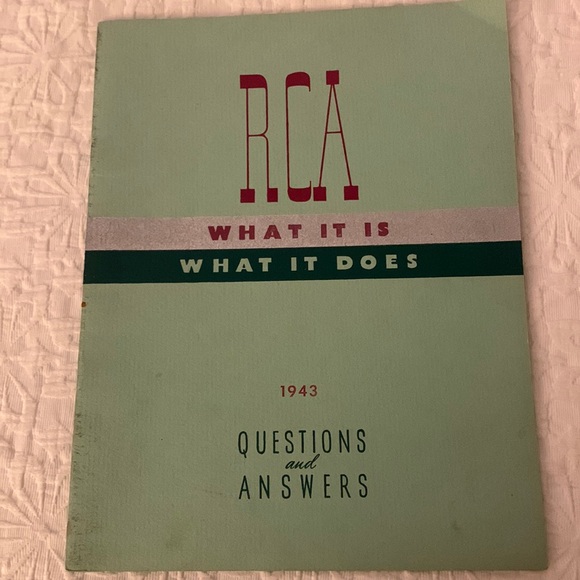 RCA
WHAT IT IS
WHAT IT DOES
1943
QUESTIONS
and
ANSWERS